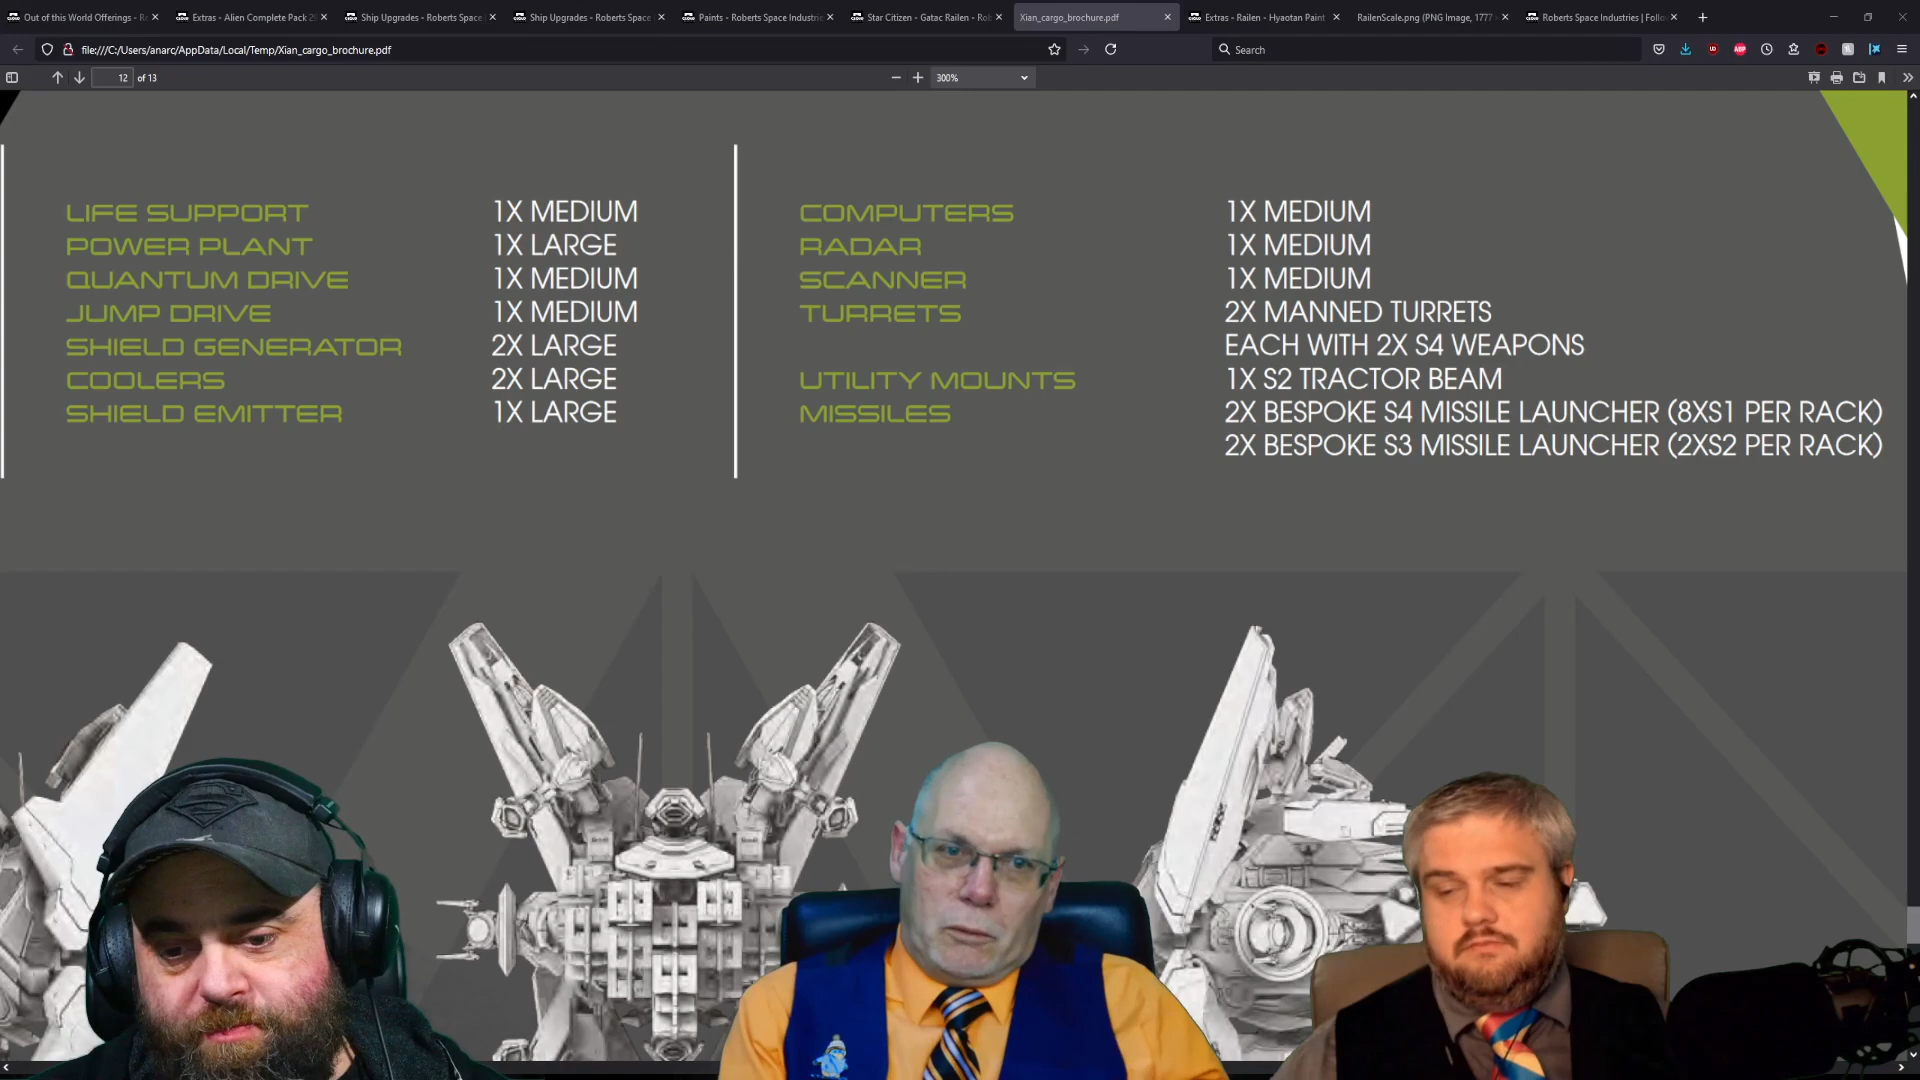 Out of this World Offerings - R
Extras - Alien Complete Pack 29
Ship Upgrades - Roberts Space
Ship Upgrades - Roberts Space
Paints - Roberts Space Industrie
Star Citizen - Gatac Railen - Rob
Xian_cargo_brochure.pdf
Extras - Railen - Hyaotan Paint
RailenScale.png (PNG Image, 1777
Roberts Space Industries | Follow
file:///C:/Users/anarc/AppData/Local/Temp/Xian_cargo_brochure.pdf
Search
12 of 13
300%
LIFE SUPPORT 1X MEDIUM
POWER PLANT 1X LARGE
QUANTUM DRIVE 1X MEDIUM
JUMP DRIVE 1X MEDIUM
SHIELD GENERATOR 2X LARGE
COOLERS 2X LARGE
SHIELD EMITTER 1X LARGE
COMPUTERS 1X MEDIUM
RADAR 1X MEDIUM
SCANNER 1X MEDIUM
TURRETS 2X MANNED TURRETS
EACH WITH 2X S4 WEAPONS
UTILITY MOUNTS 1X S2 TRACTOR BEAM
MISSILES 2X BESPOKE S4 MISSILE LAUNCHER (8XS1 PER RACK)
2X BESPOKE S3 MISSILE LAUNCHER (2XS2 PER RACK)